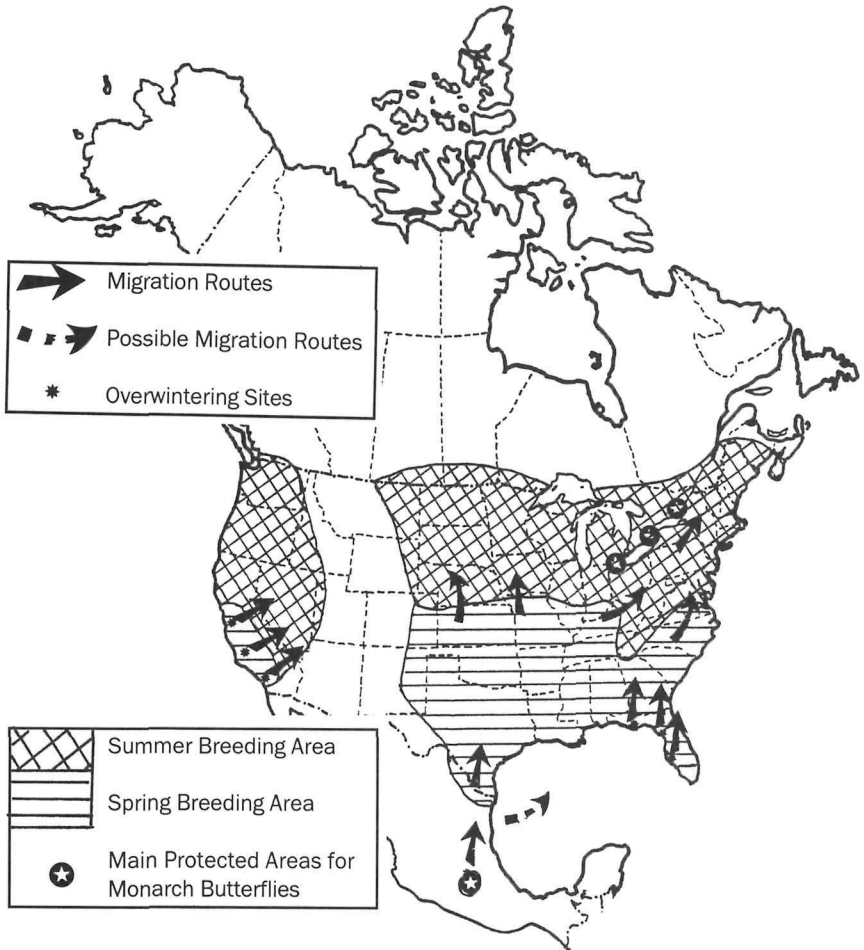 Migration Routes
Possible Migration Routes
Overwintering Sites
Summer Breeding Area
Spring Breeding Area
Main Protected Areas for
Monarch Butterflies